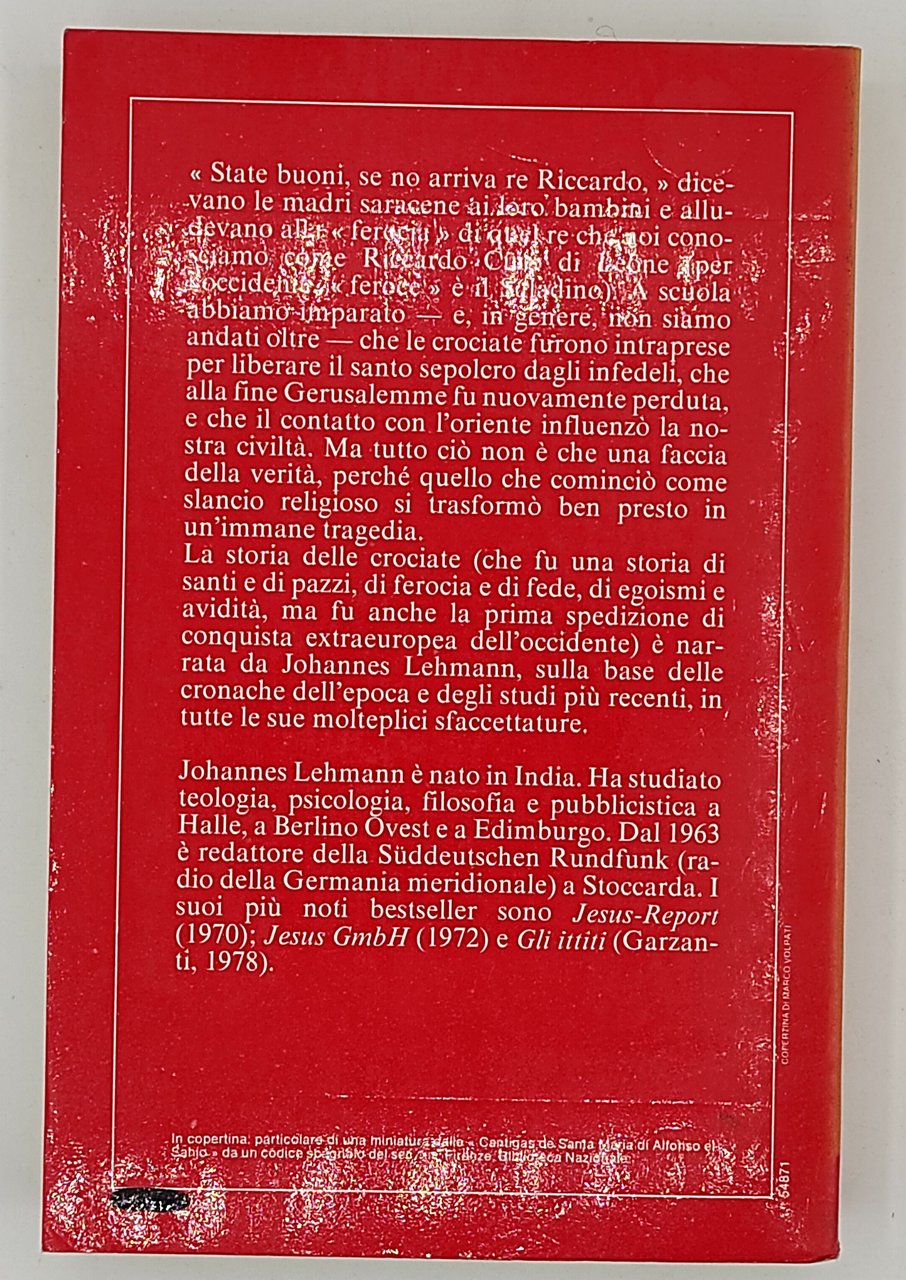 « State buoni, se no arriva re Riccardo, » dice-
vano le madri saracene ai loro bambini e allu-
devano alla « ferocia » di quel re che noi cono-
sciamo come Riccardo Cuor di Leone (per
l'occidente, « feroce » è il Saladino). A scuola
abbiamo imparato — e, in genere, non siamo
andati oltre — che le crociate furono intraprese
per liberare il santo sepolcro dagli infedeli, che
alla fine Gerusalemme fu nuovamente perduta,
e che il contatto con l'oriente influenzò la no-
stra civiltà. Ma tutto ciò non è che una faccia
della verità, perché quello che cominciò come
slancio religioso si trasformò ben presto in
un'immane tragedia.
La storia delle crociate (che fu una storia di
santi e di pazzi, di ferocia e di fede, di egoismi e
avidità, ma fu anche la prima spedizione di
conquista extraeuropea dell'occidente) è nar-
rata da Johannes Lehmann, sulla base delle
cronache dell'epoca e degli studi più recenti, in
tutte le sue molteplici sfaccettature.
Johannes Lehmann è nato in India. Ha studiato
teologia, psicologia, filosofia e pubblicistica a
Halle, a Berlino Ovest e a Edimburgo. Dal 1963
è redattore della Süddeutschen Rundfunk (ra-
dio della Germania meridionale) a Stoccarda. I
suoi più noti bestseller sono Jesus-Report
(1970); Jesus GmbH (1972) e Gli ittiti (Garzan-
ti, 1978).
In copertina: particolare di una miniatura dalle « Cantigas de Santa Maria di Alfonso el
Sabio » da un codice spagnolo del sec. Firenze, Biblioteca Nazionale.
COPERTINA DI MARCO VOLPATI
64871